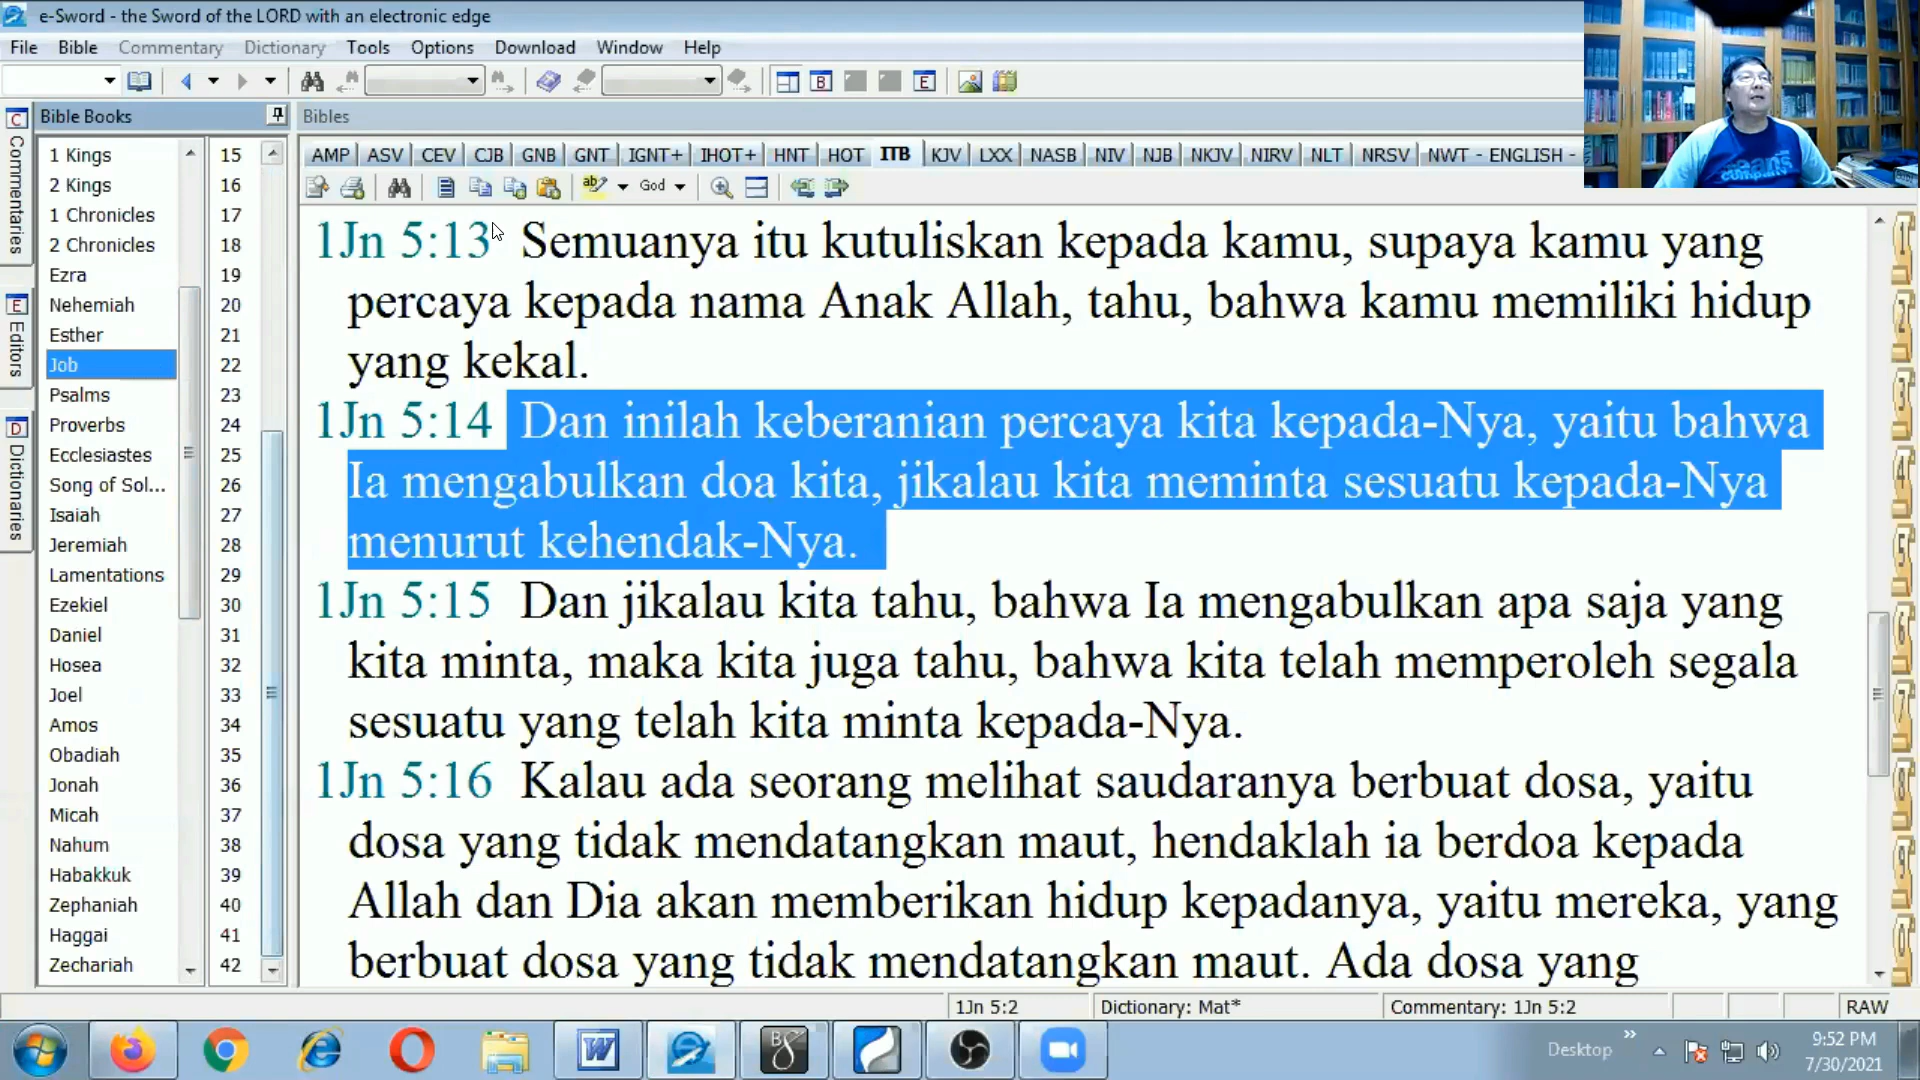 e-Sword - the Sword of the LORD with an electronic edge
File Bible Commentary Dictionary Tools Options Download Window Help
Bible Books
Bibles
AMP ASV CEV CJB GNB GNT IGNT+ IHOT+ HNT HOT ITB KJV LXX NASB NIV NJB NKJV NIRV NLT NRSV NWT - ENGLISH -
God
Commentaries
Editors
Dictionaries
1 Kings 15
2 Kings 16
1 Chronicles 17
2 Chronicles 18
Ezra 19
Nehemiah 20
Esther 21
Job 22
Psalms 23
Proverbs 24
Ecclesiastes 25
Song of Sol... 26
Isaiah 27
Jeremiah 28
Lamentations 29
Ezekiel 30
Daniel 31
Hosea 32
Joel 33
Amos 34
Obadiah 35
Jonah 36
Micah 37
Nahum 38
Habakkuk 39
Zephaniah 40
Haggai 41
Zechariah 42
1Jn 5:13 Semuanya itu kutuliskan kepada kamu, supaya kamu yang
percaya kepada nama Anak Allah, tahu, bahwa kamu memiliki hidup
yang kekal.
1Jn 5:14 Dan inilah keberanian percaya kita kepada-Nya, yaitu bahwa
Ia mengabulkan doa kita, jikalau kita meminta sesuatu kepada-Nya
menurut kehendak-Nya.
1Jn 5:15 Dan jikalau kita tahu, bahwa Ia mengabulkan apa saja yang
kita minta, maka kita juga tahu, bahwa kita telah memperoleh segala
sesuatu yang telah kita minta kepada-Nya.
1Jn 5:16 Kalau ada seorang melihat saudaranya berbuat dosa, yaitu
dosa yang tidak mendatangkan maut, hendaklah ia berdoa kepada
Allah dan Dia akan memberikan hidup kepadanya, yaitu mereka, yang
berbuat dosa yang tidak mendatangkan maut. Ada dosa yang
1Jn 5:2 Dictionary: Mat* Commentary: 1Jn 5:2 RAW
Desktop
9:52 PM
7/30/2021